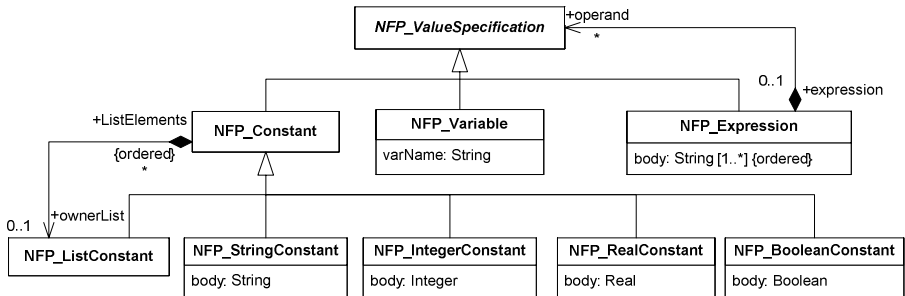 NFP_ValueSpecification
+operand
*
0..1
+expression
+ListElements
{ordered}
*
NFP_Constant
NFP_Variable
varName: String
NFP_Expression
body: String [1..*] {ordered}
0..1
+ownerList
NFP_ListConstant
NFP_StringConstant
body: String
NFP_IntegerConstant
body: Integer
NFP_RealConstant
body: Real
NFP_BooleanConstant
body: Boolean